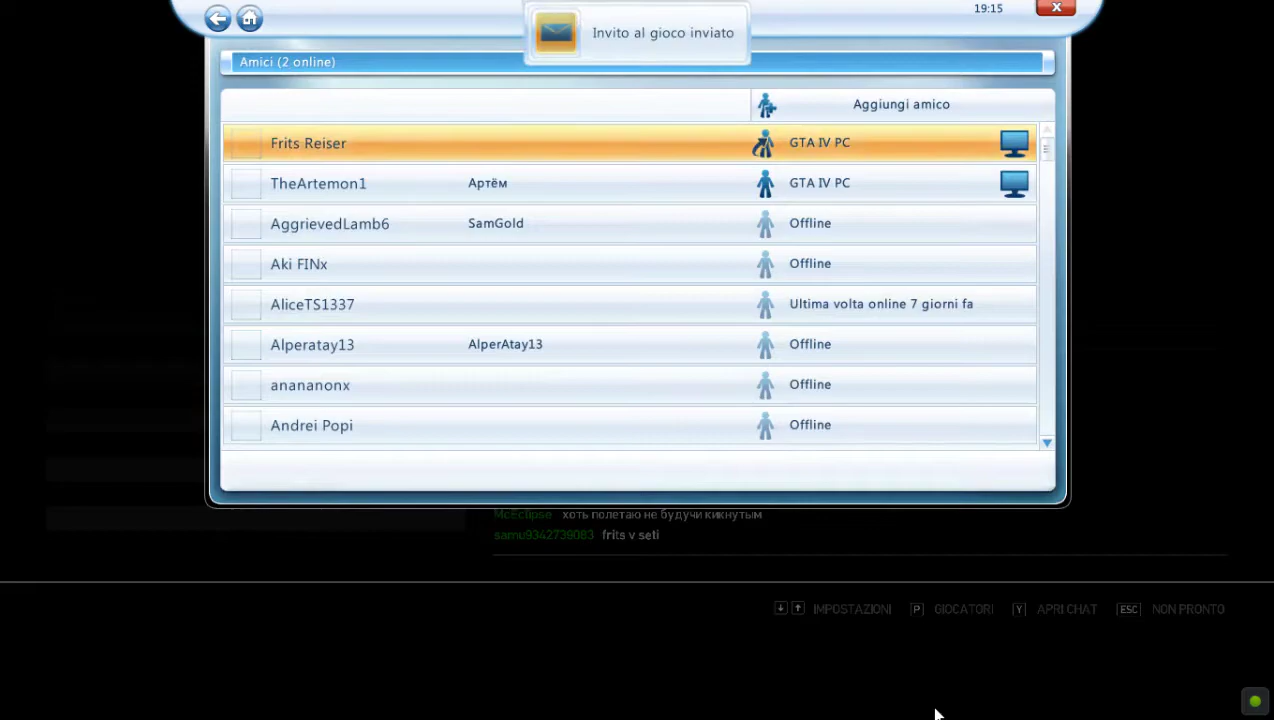 19:15
Invito al gioco inviato
Amici (2 online)
Aggiungi amico
Frits Reiser GTA IV PC
TheArtemon1 Артём GTA IV PC
AggrievedLamb6 SamGold Offline
Aki FINx Offline
AliceTS1337 Ultima volta online 7 giorni fa
Alperatay13 AlperAtay13 Offline
anananonx Offline
Andrei Popi Offline
McEclipse хоть полетаю не будучи кикнутым
samu9342739083 frits v seti
IMPOSTAZIONI P GIOCATORI Y APRI CHAT ESC NON PRONTO